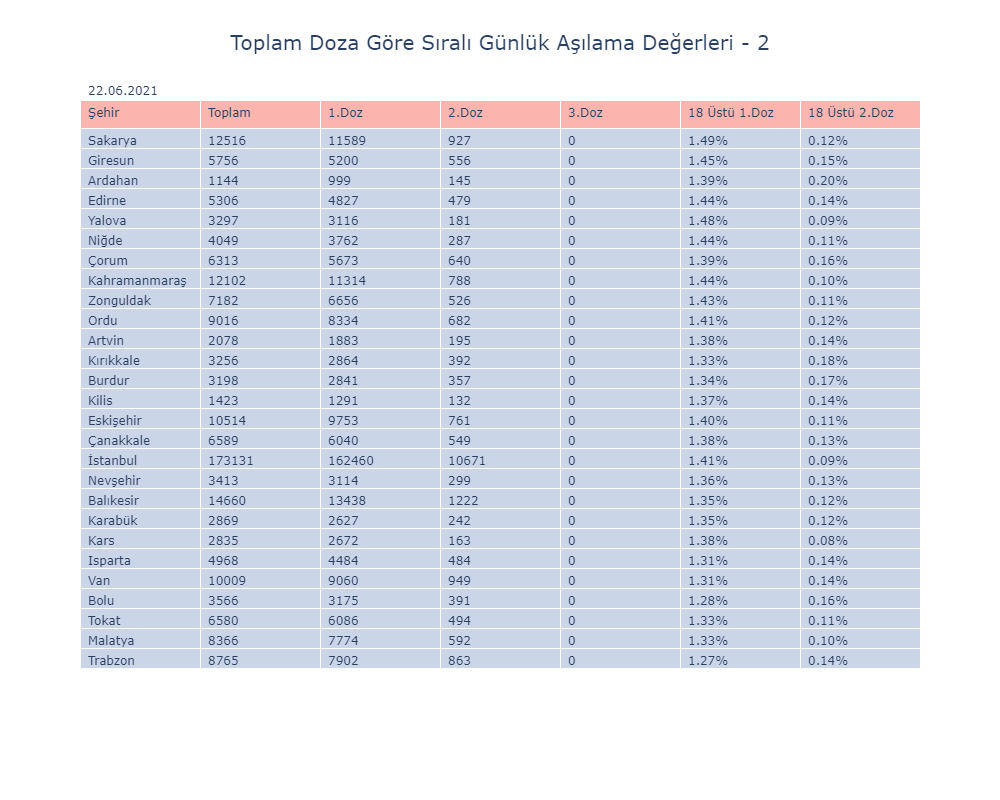 Toplam Doza Göre Sıralı Günlük Aşılama Değerleri - 2
22.06.2021
Şehir Toplam 1.Doz 2.Doz 3.Doz 18 Üstü 1.Doz 18 Üstü 2.Doz
Sakarya 12516 11589 927 0 1.49% 0.12%
Giresun 5756 5200 556 0 1.45% 0.15%
Ardahan 1144 999 145 0 1.39% 0.20%
Edirne 5306 4827 479 0 1.44% 0.14%
Yalova 3297 3116 181 0 1.48% 0.09%
Niğde 4049 3762 287 0 1.44% 0.11%
Çorum 6313 5673 640 0 1.39% 0.16%
Kahramanmaraş 12102 11314 788 0 1.44% 0.10%
Zonguldak 7182 6656 526 0 1.43% 0.11%
Ordu 9016 8334 682 0 1.41% 0.12%
Artvin 2078 1883 195 0 1.38% 0.14%
Kırıkkale 3256 2864 392 0 1.33% 0.18%
Burdur 3198 2841 357 0 1.34% 0.17%
Kilis 1423 1291 132 0 1.37% 0.14%
Eskişehir 10514 9753 761 0 1.40% 0.11%
Çanakkale 6589 6040 549 0 1.38% 0.13%
İstanbul 173131 162460 10671 0 1.41% 0.09%
Nevşehir 3413 3114 299 0 1.36% 0.13%
Balıkesir 14660 13438 1222 0 1.35% 0.12%
Karabük 2869 2627 242 0 1.35% 0.12%
Kars 2835 2672 163 0 1.38% 0.08%
Isparta 4968 4484 484 0 1.31% 0.14%
Van 10009 9060 949 0 1.31% 0.14%
Bolu 3566 3175 391 0 1.28% 0.16%
Tokat 6580 6086 494 0 1.33% 0.11%
Malatya 8366 7774 592 0 1.33% 0.10%
Trabzon 8765 7902 863 0 1.27% 0.14%